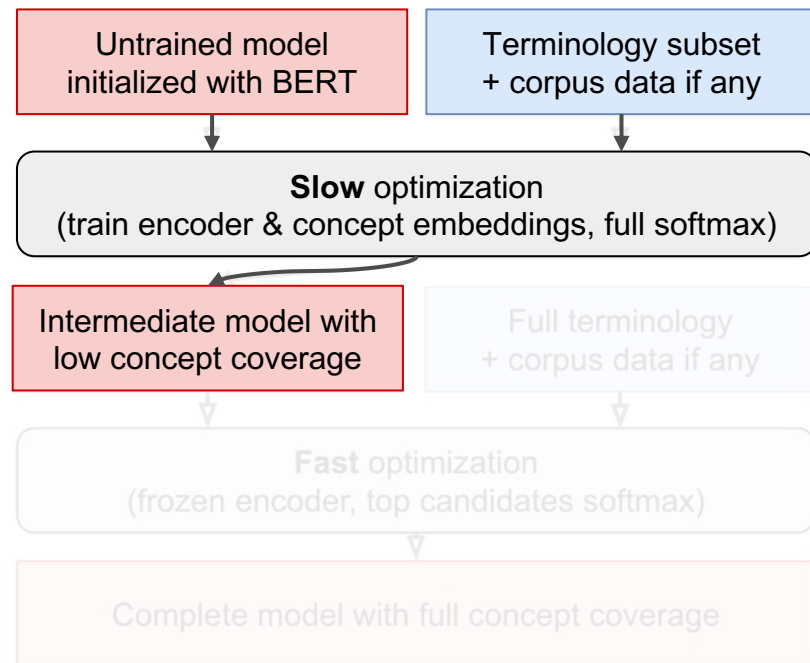 Untrained model
initialized with BERT
Terminology subset
+ corpus data if any
Slow optimization
(train encoder & concept embeddings, full softmax)
Intermediate model with
low concept coverage
Full terminology
+ corpus data if any
Fast optimization
(frozen encoder, top candidates softmax)
Complete model with full concept coverage